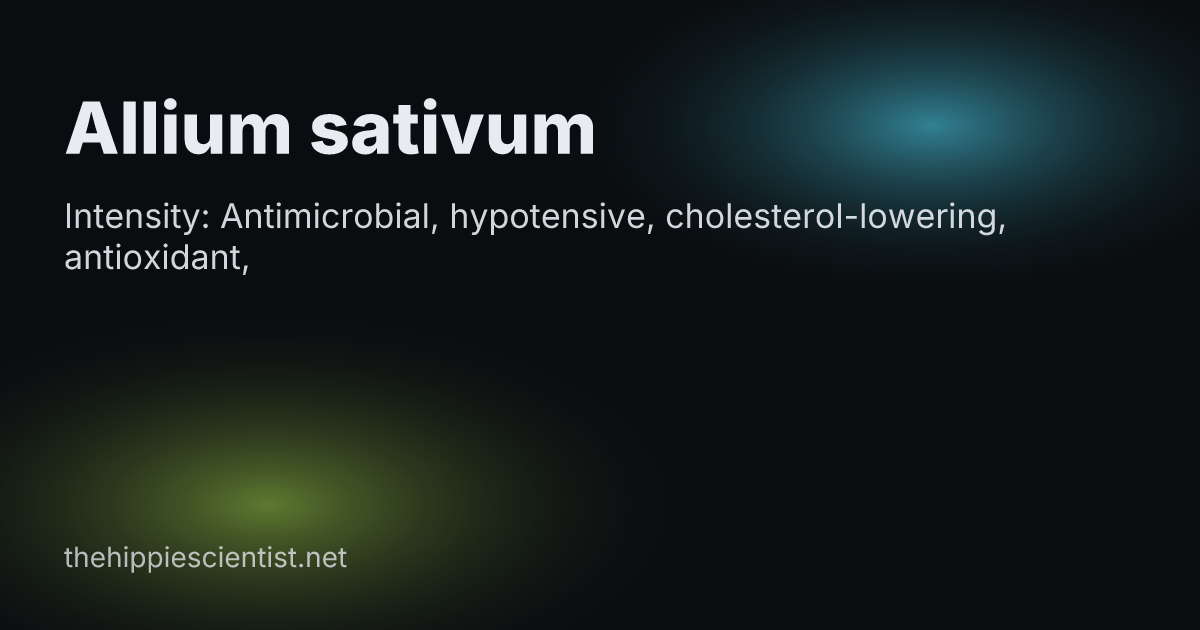 Allium sativum
Intensity: Antimicrobial, hypotensive, cholesterol-lowering,
antioxidant,
thehippiescientist.net